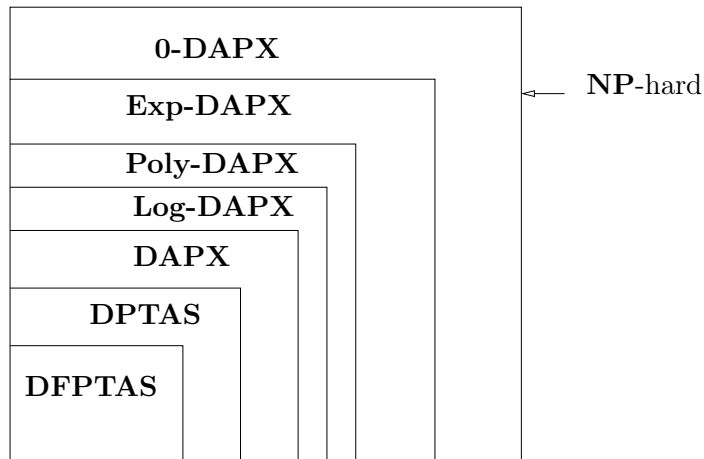 0-DAPX
NP-hard
Exp-DAPX
Poly-DAPX
Log-DAPX
DAPX
DPTAS
DFPTAS